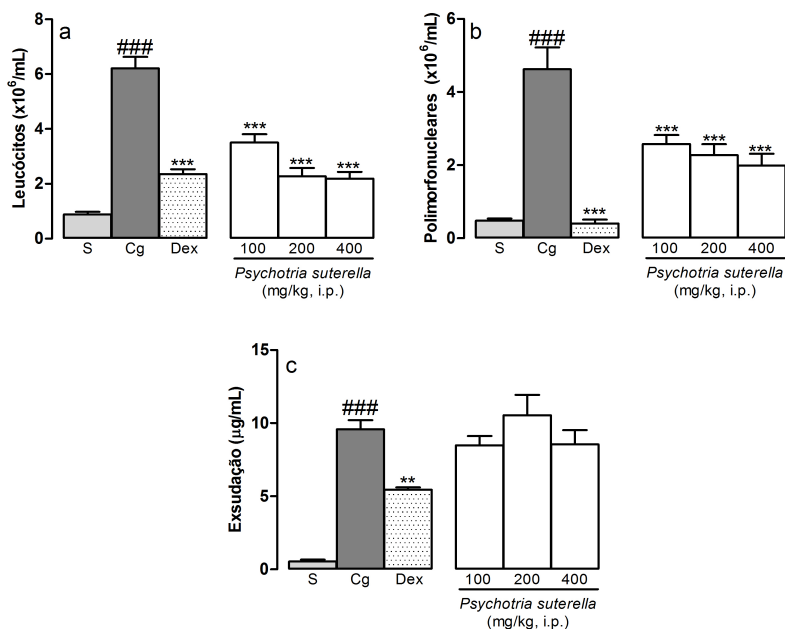 a
Leucócitos (x10⁶/mL)
8
6
4
2
0
###
***
***
***
***
S Cg Dex 100 200 400
Psychotria suterella
(mg/kg, i.p.)
b
Polimorfonucleares (x10⁶/mL)
6
4
2
0
###
***
***
***
***
S Cg Dex 100 200 400
Psychotria suterella
(mg/kg, i.p.)
c
Exsudação (µg/mL)
15
10
5
0
###
**
S Cg Dex 100 200 400
Psychotria suterella
(mg/kg, i.p.)